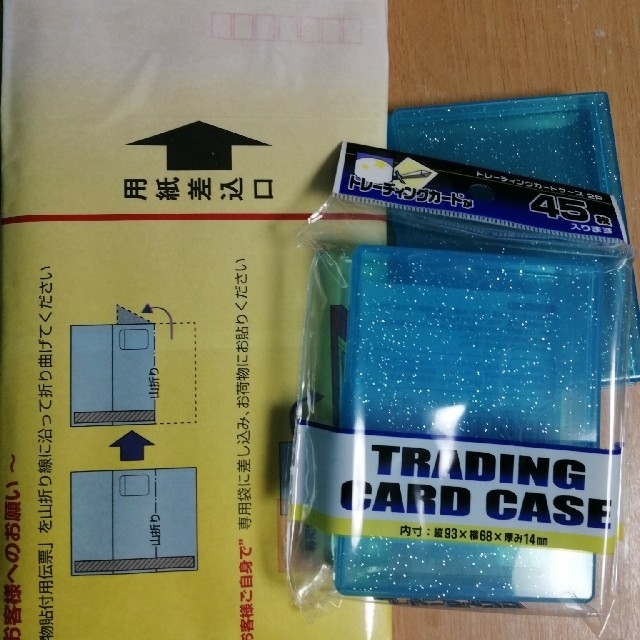 用紙差込口
山折り
山折り
専用袋に差し込み、お荷物にお貼りください
物貼付用伝票」を山折り線に沿って折り曲げてください
お客様ご自身で"
お客様へのお願い ～
トレーディングカードケース2P
トレーディングカードが
45枚
入ります
TRADING
CARD CASE
内寸：縦93×横68×厚み14mm